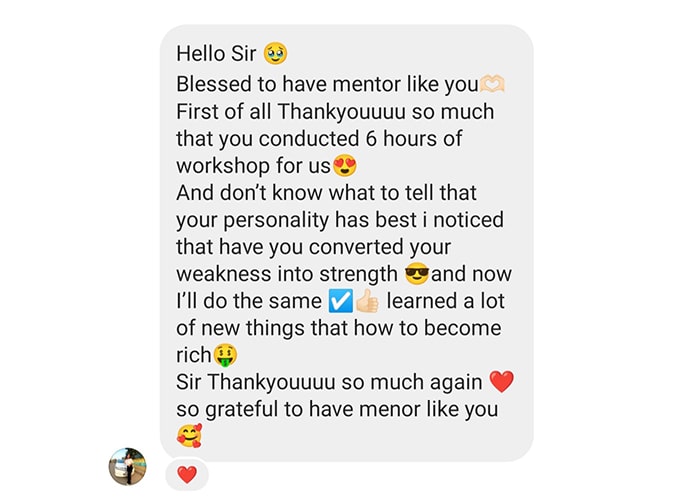 Hello Sir 🥹
Blessed to have mentor like you🫶🏻
First of all Thankyouuuu so much
that you conducted 6 hours of
workshop for us😍
And don’t know what to tell that
your personality has best i noticed
that have you converted your
weakness into strength 😎and now
I’ll do the same ☑️👍🏻 learned a lot
of new things that how to become
rich🤑
Sir Thankyouuuu so much again ❤️
so grateful to have menor like you
🥰
❤️